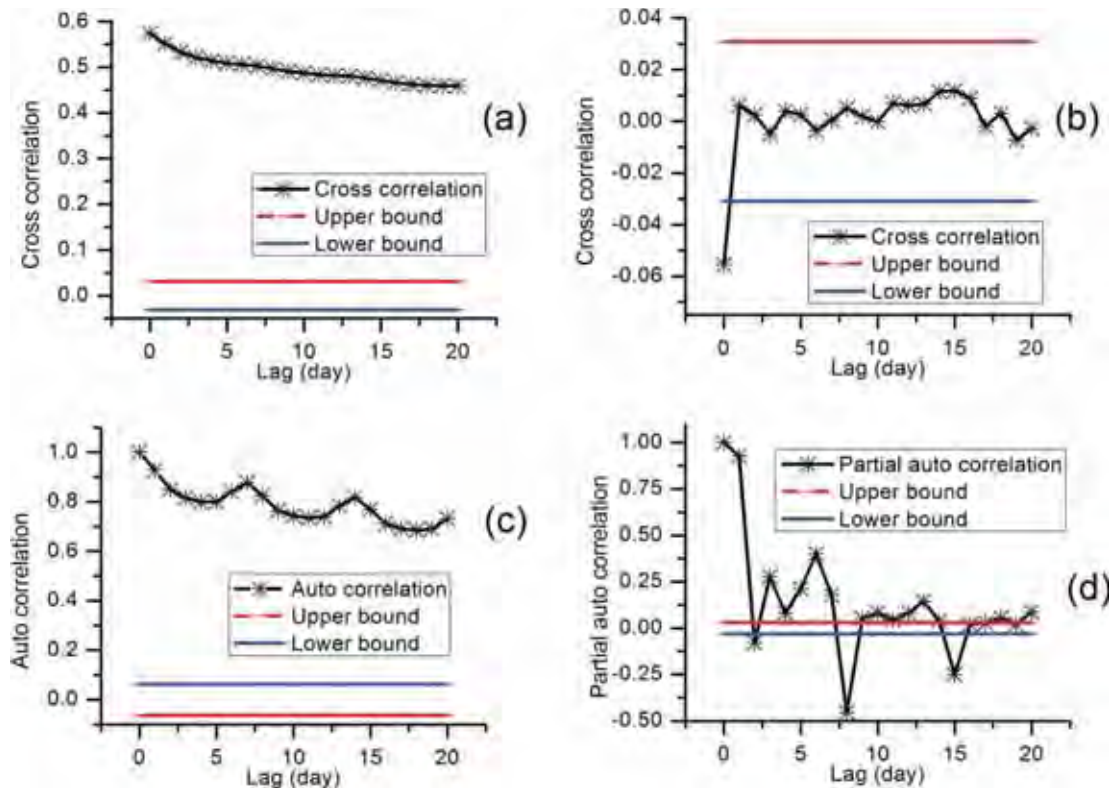 0.6
0.5
0.4
0.3
0.2
0.1
0.0
Cross correlation
(a)
Cross correlation
Upper bound
Lower bound
0 5 10 15 20
Lag (day)
0.04
0.02
0.00
-0.02
-0.04
-0.06
Cross correlation
(b)
Cross correlation
Upper bound
Lower bound
0 5 10 15 20
Lag (day)
1.0
0.8
0.6
0.4
0.2
0.0
Auto correlation
(c)
Auto correlation
Upper bound
Lower bound
0 5 10 15 20
Lag (day)
1.00
0.75
0.50
0.25
0.00
-0.25
-0.50
Partial auto correlation
(d)
Partial auto correlation
Upper bound
Lower bound
0 5 10 15 20
Lag (day)